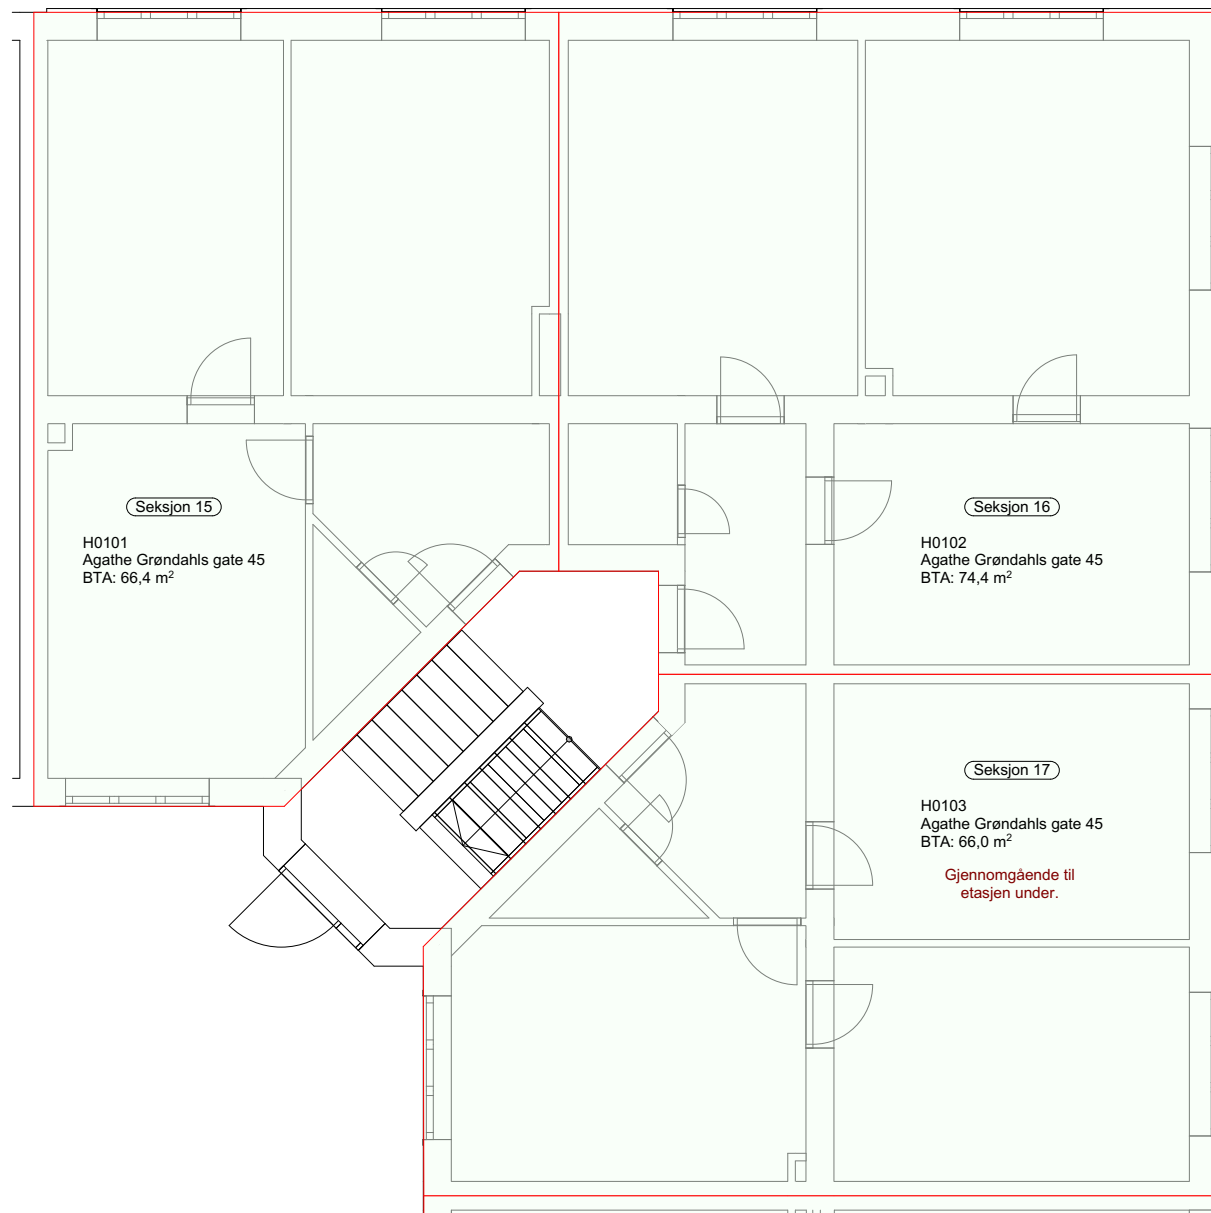 Seksjon 15
H0101
Agathe Grøndahls gate 45
BTA: 66,4 m²
Seksjon 16
H0102
Agathe Grøndahls gate 45
BTA: 74,4 m²
Seksjon 17
H0103
Agathe Grøndahls gate 45
BTA: 66,0 m²
Gjennomgående til
etasjen under.